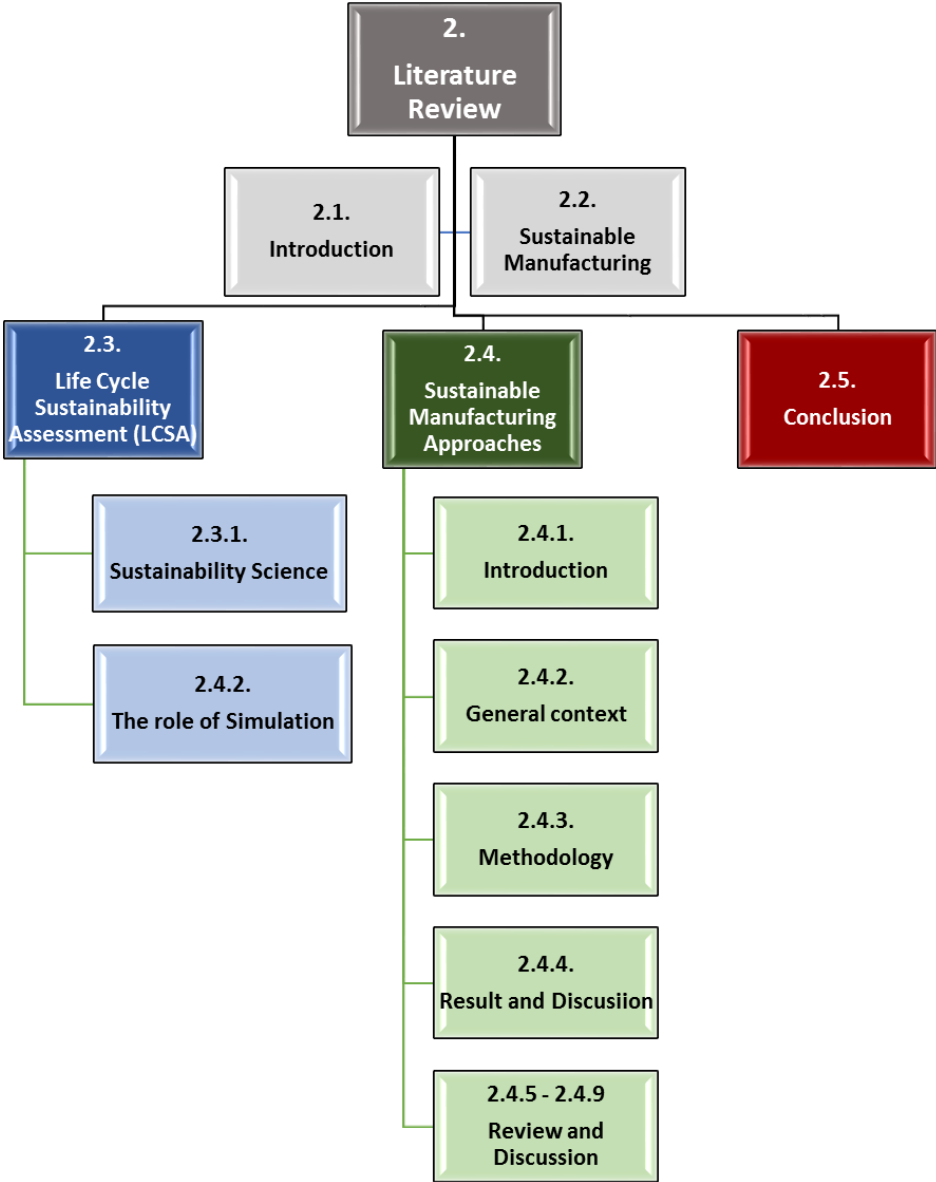 2.
Literature
Review
2.1.
Introduction
2.2.
Sustainable
Manufacturing
2.3.
Life Cycle
Sustainability
Assessment (LCSA)
2.3.1.
Sustainability Science
2.4.2.
The role of Simulation
2.4.
Sustainable
Manufacturing
Approaches
2.4.1.
Introduction
2.4.2.
General context
2.4.3.
Methodology
2.4.4.
Result and Discusiion
2.4.5 - 2.4.9
Review and
Discussion
2.5.
Conclusion